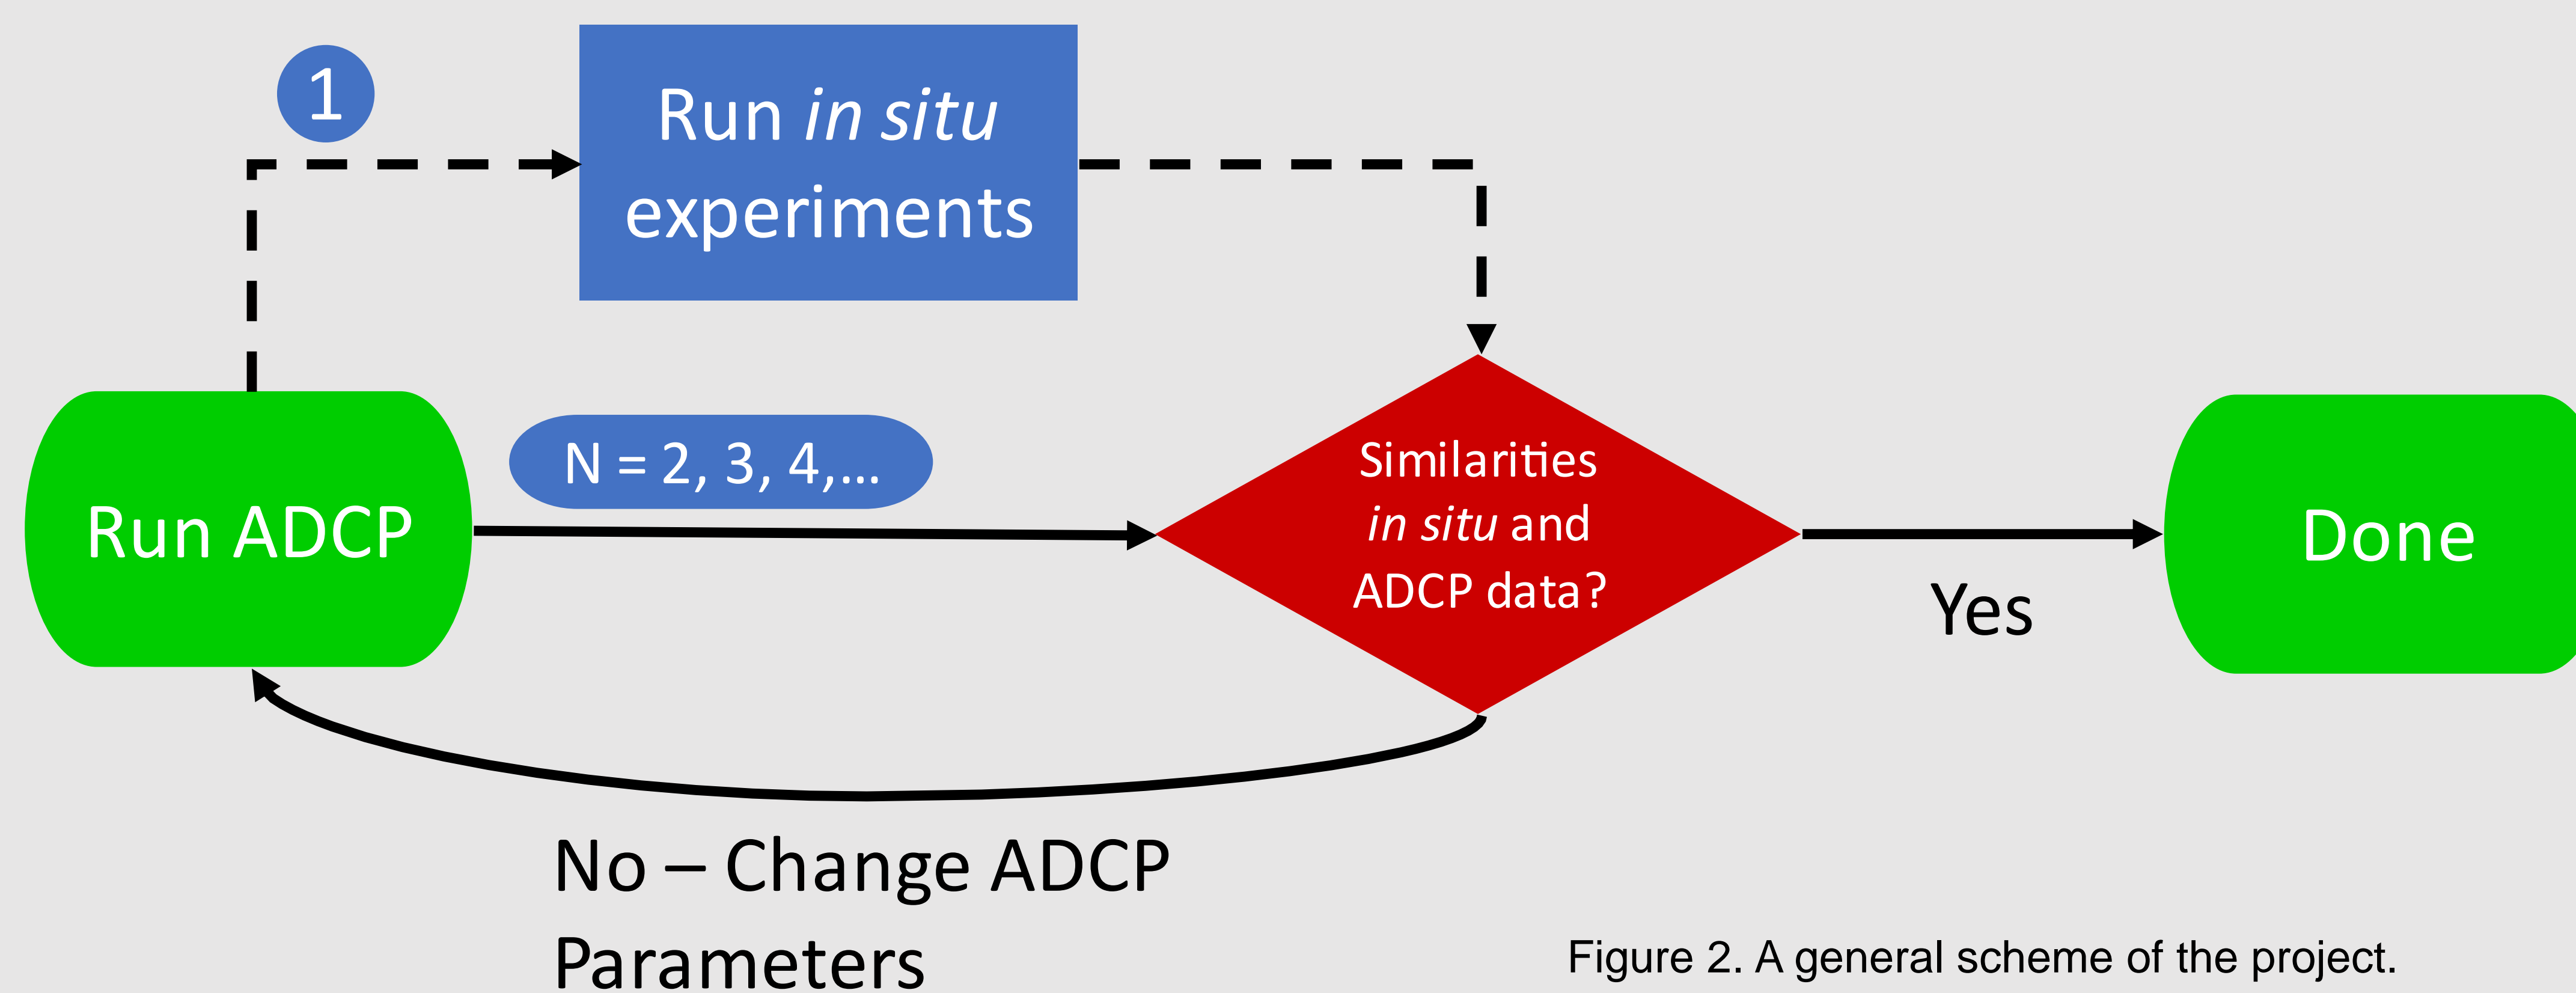 1
Run in situ
experiments
Run ADCP
N = 2, 3, 4,...
Similarities
in situ and
ADCP data?
Yes
Done
No – Change ADCP
Parameters
Figure 2. A general scheme of the project.